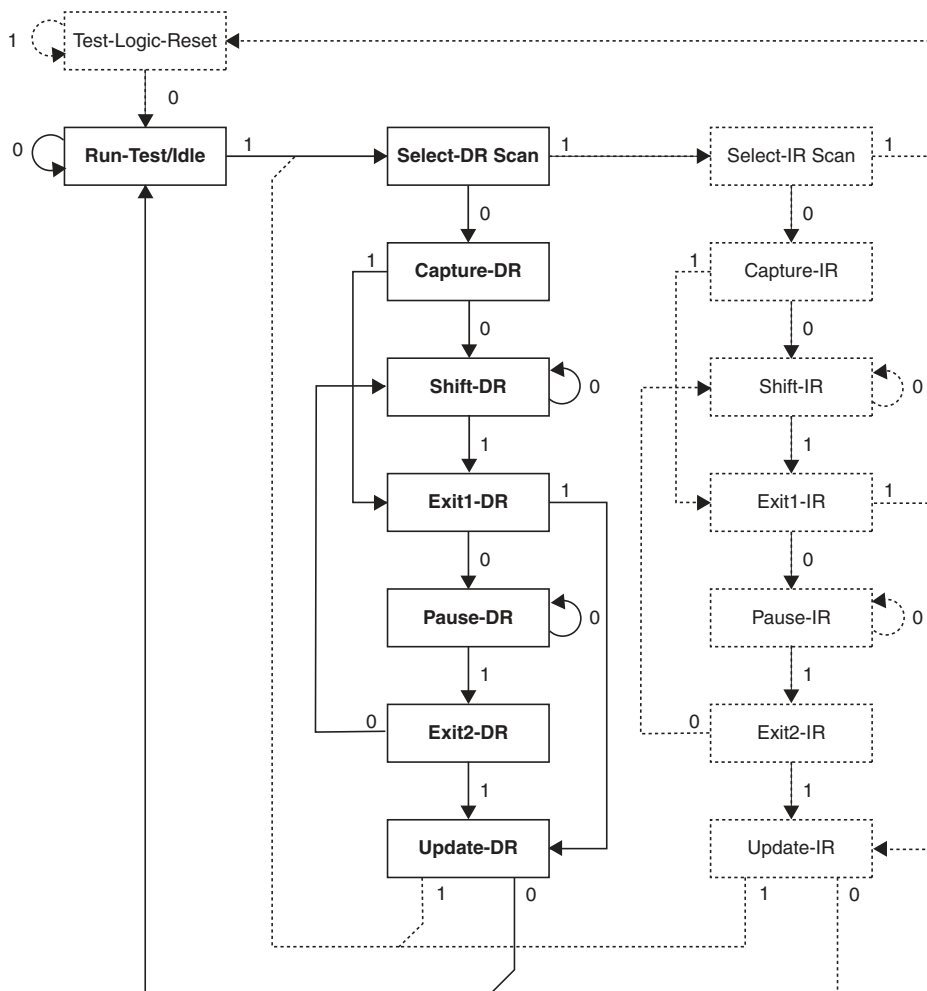 1
Test-Logic-Reset
0
0
Run-Test/Idle
1
Select-DR Scan
1
Select-IR Scan
1
0
0
1
Capture-DR
1
Capture-IR
0
0
Shift-DR
0
Shift-IR
0
1
1
Exit1-DR
1
Exit1-IR
1
0
0
Pause-DR
0
Pause-IR
0
1
1
0
Exit2-DR
0
Exit2-IR
1
1
Update-DR
Update-IR
1
0
1
0